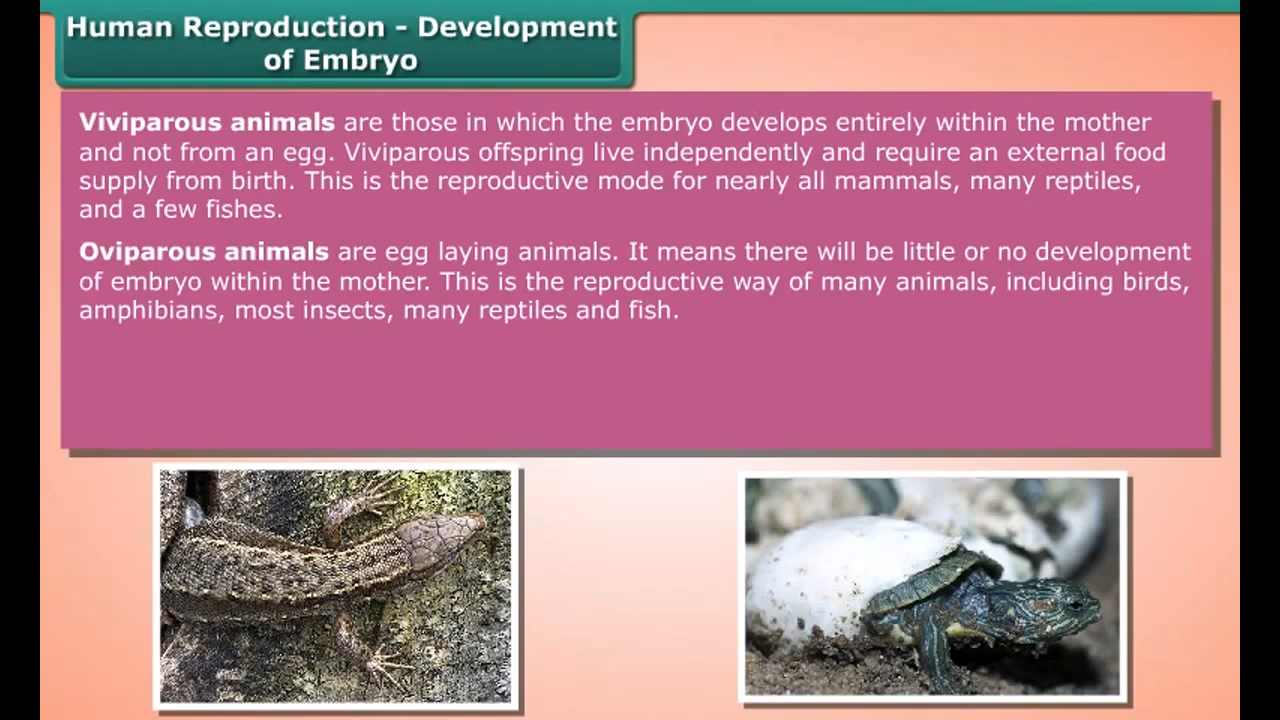 Human Reproduction - Development
of Embryo
Viviparous animals are those in which the embryo develops entirely within the mother
and not from an egg. Viviparous offspring live independently and require an external food
supply from birth. This is the reproductive mode for nearly all mammals, many reptiles,
and a few fishes.
Oviparous animals are egg laying animals. It means there will be little or no development
of embryo within the mother. This is the reproductive way of many animals, including birds,
amphibians, most insects, many reptiles and fish.